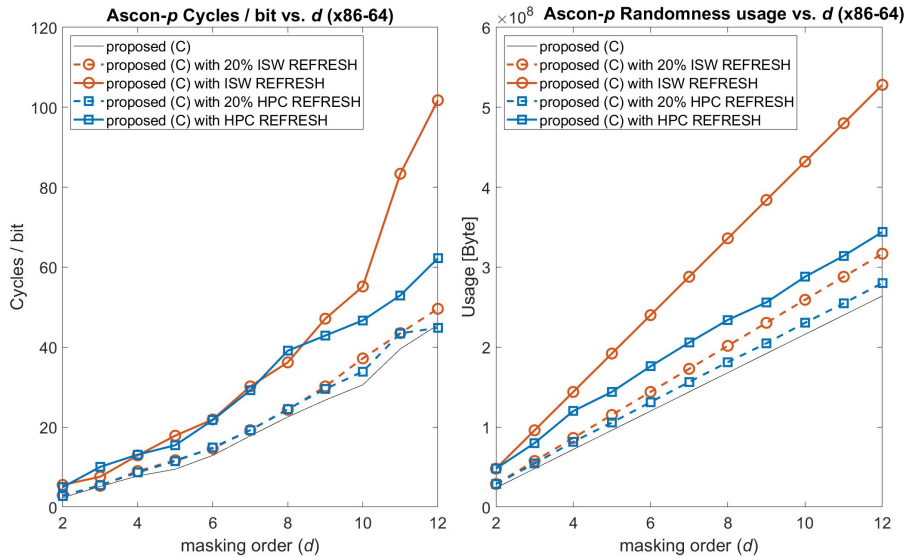 Ascon-p Cycles / bit vs. d (x86-64)
120
100
80
60
40
20
0
Cycles / bit
proposed (C)
proposed (C) with 20% ISW REFRESH
proposed (C) with ISW REFRESH
proposed (C) with 20% HPC REFRESH
proposed (C) with HPC REFRESH
2 4 6 8 10 12
masking order (d)
Ascon-p Randomness usage vs. d (x86-64)
×10⁸
6
5
4
3
2
1
0
Usage [Byte]
proposed (C)
proposed (C) with 20% ISW REFRESH
proposed (C) with ISW REFRESH
proposed (C) with 20% HPC REFRESH
proposed (C) with HPC REFRESH
2 4 6 8 10 12
masking order (d)